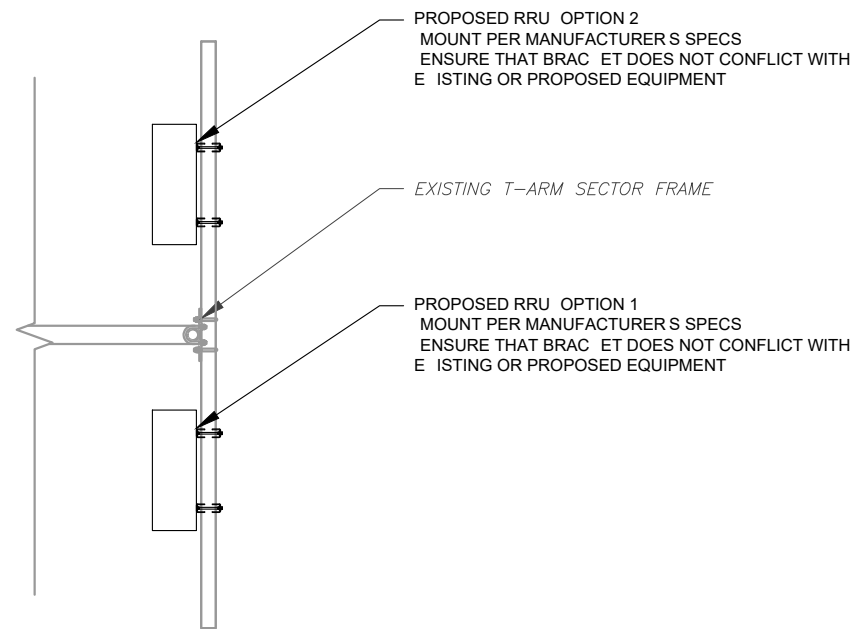 PROPOSED RRU OPTION 2
MOUNT PER MANUFACTURER S SPECS
ENSURE THAT BRAC ET DOES NOT CONFLICT WITH
E ISTING OR PROPOSED EQUIPMENT
EXISTING T-ARM SECTOR FRAME
PROPOSED RRU OPTION 1
MOUNT PER MANUFACTURER S SPECS
ENSURE THAT BRAC ET DOES NOT CONFLICT WITH
E ISTING OR PROPOSED EQUIPMENT